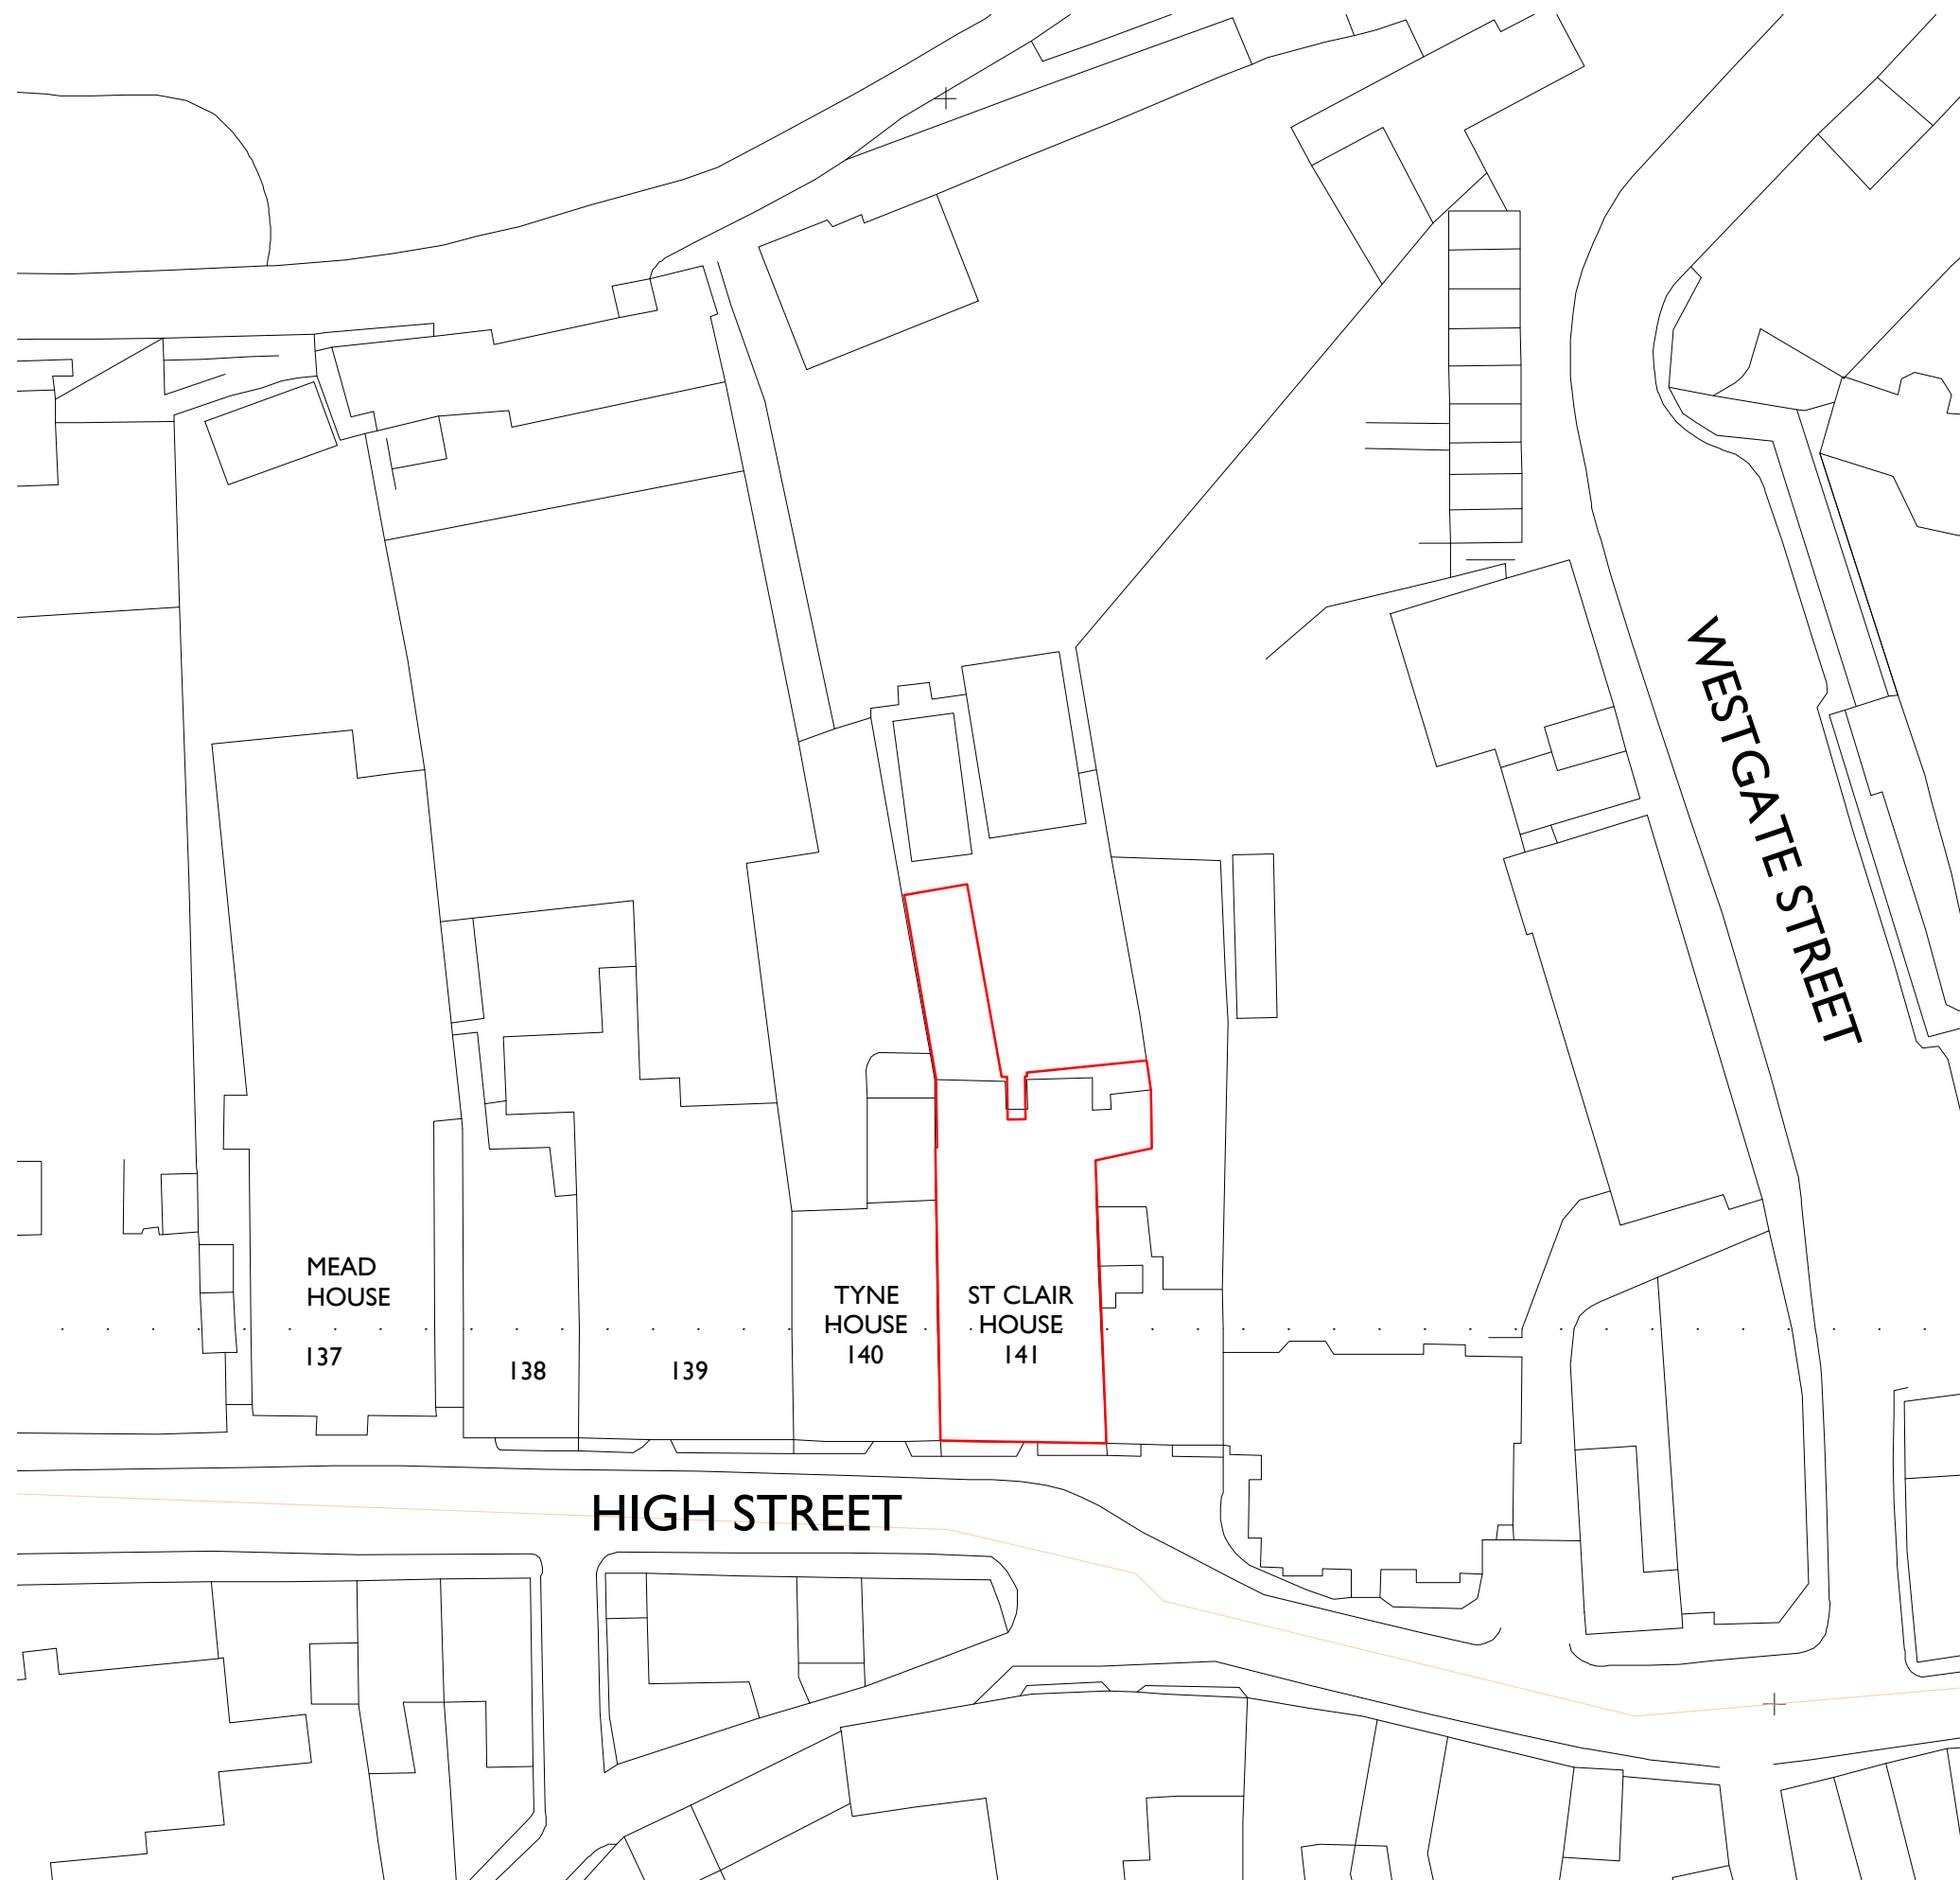 WESTGATE STREET
MEAD
HOUSE
137
138
139
TYNE
HOUSE
140
ST CLAIR
HOUSE
141
HIGH STREET